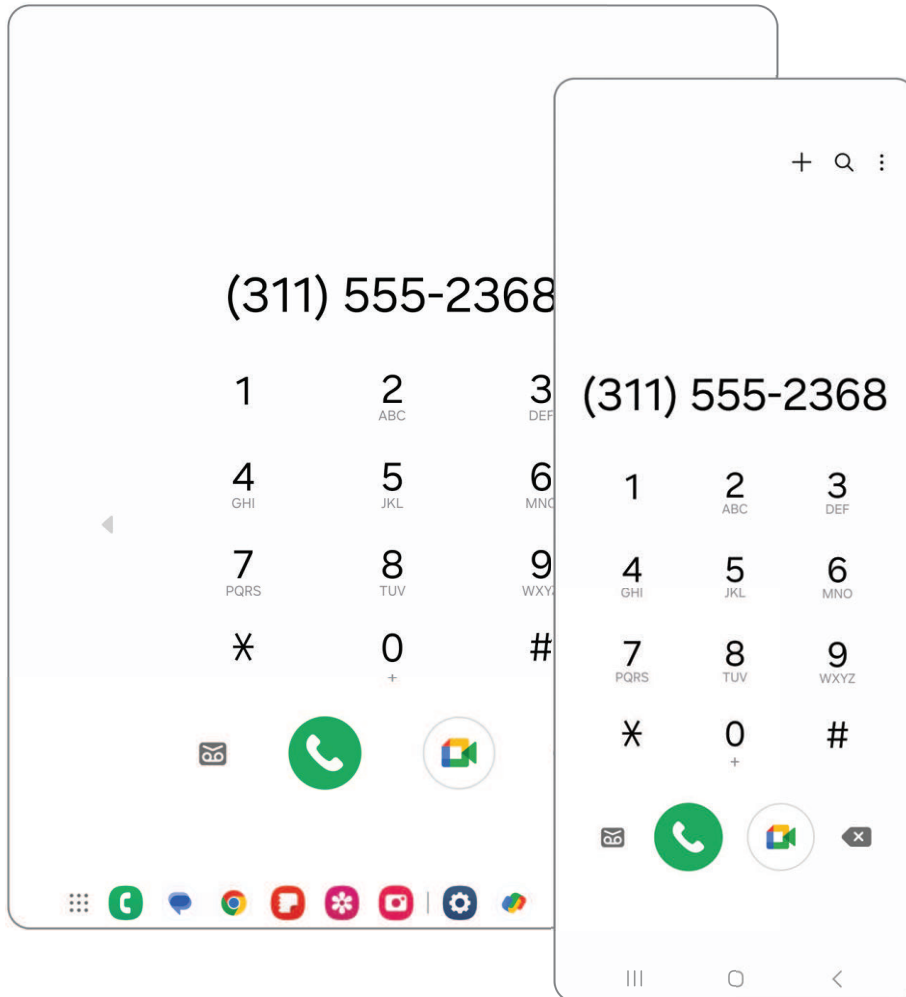 (311) 555-2368
1 2 3
ABC DEF
4 5 6
GHI JKL MNO
7 8 9
PQRS TUV WXYZ
* 0 #
+
(311) 555-2368
1 2 3
ABC DEF
4 5 6
GHI JKL MNO
7 8 9
PQRS TUV WXYZ
* 0 #
+